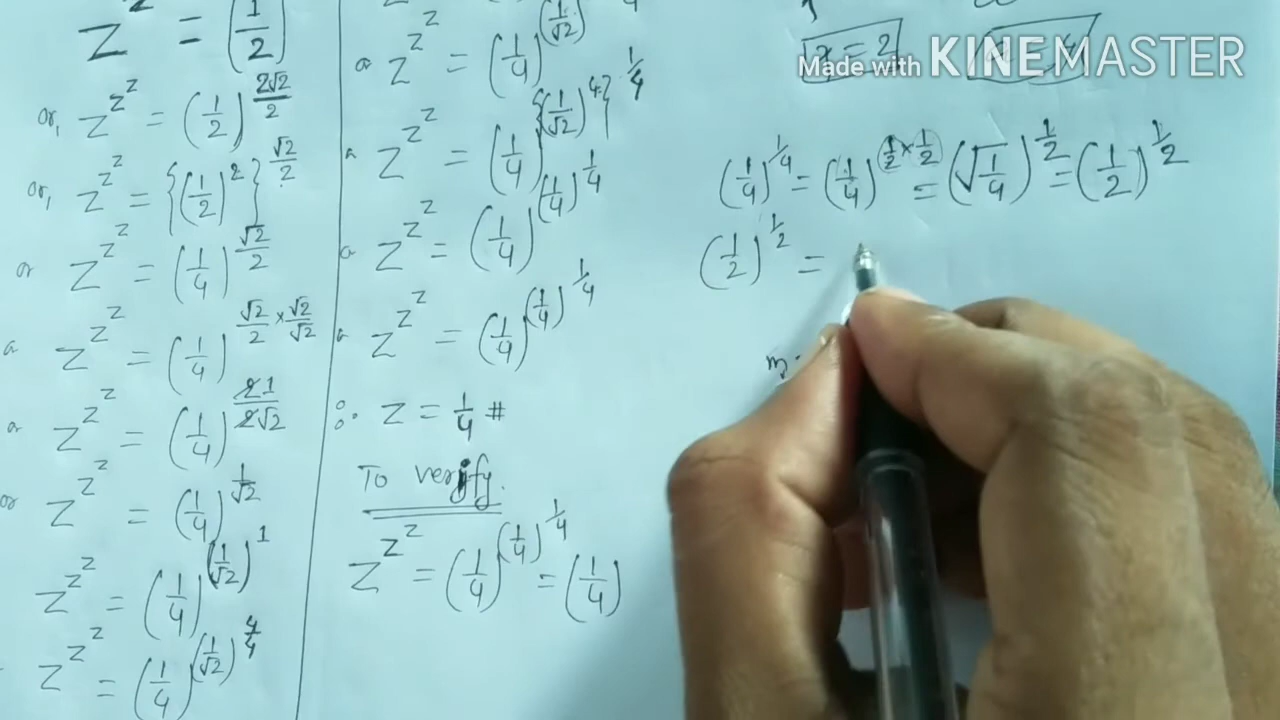 Z^Z^Z = (1/2)
or, Z^Z^Z = (1/2)^(2√2/2)
or, Z^Z^Z = {(1/2)^2}^(√2/2)
or Z^Z^Z = (1/4)^(√2/2)
Z^Z^Z = (1/4)^(√2/2 × √2/√2)
Z^Z^Z = (1/4)^(2 1/2√2)
or Z^Z^Z = (1/4)^(1/√2)
Z^Z^Z = (1/4)^(1/√2)^1
Z^Z^Z = (1/4)^(1/√2)^(4/4)
Z^Z^Z = (1/4)^(1/√2)
Z^Z^Z = (1/4)^{(1/√2)^4}^(1/4)
Z^Z^Z = (1/4)^(1/4)^(1/4)
Z^Z^Z = (1/4)^(1/4)^(1/4)
∴ Z = 1/4 #
To verify.
Z^Z^Z = (1/4)^(1/4)^(1/4) = (1/4)
Made with KINEMASTER
(1/4)^(1/4) = (1/4)^(1/2 × 1/2) = (√1/4)^(1/2) = (1/2)^(1/2)
(1/2)^(1/2) =